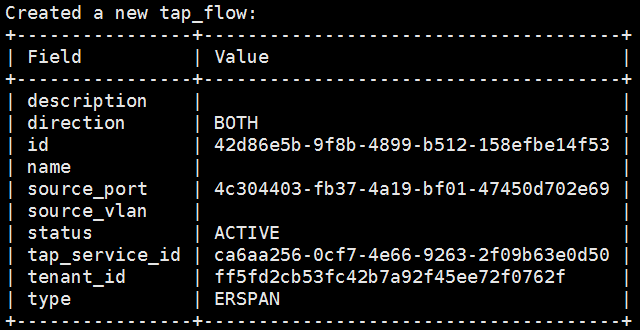 Created a new tap_flow:
+----------------+--------------------------------------+
| Field          | Value                                |
+----------------+--------------------------------------+
| description    |                                      |
| direction      | BOTH                                 |
| id             | 42d86e5b-9f8b-4899-b512-158efbe14f53 |
| name           |                                      |
| source_port    | 4c304403-fb37-4a19-bf01-47450d702e69 |
| source_vlan    |                                      |
| status         | ACTIVE                               |
| tap_service_id | ca6aa256-0cf7-4e66-9263-2f09b63e0d50 |
| tenant_id      | ff5fd2cb53fc42b7a92f45ee72f0762f     |
| type           | ERSPAN                               |
+----------------+--------------------------------------+